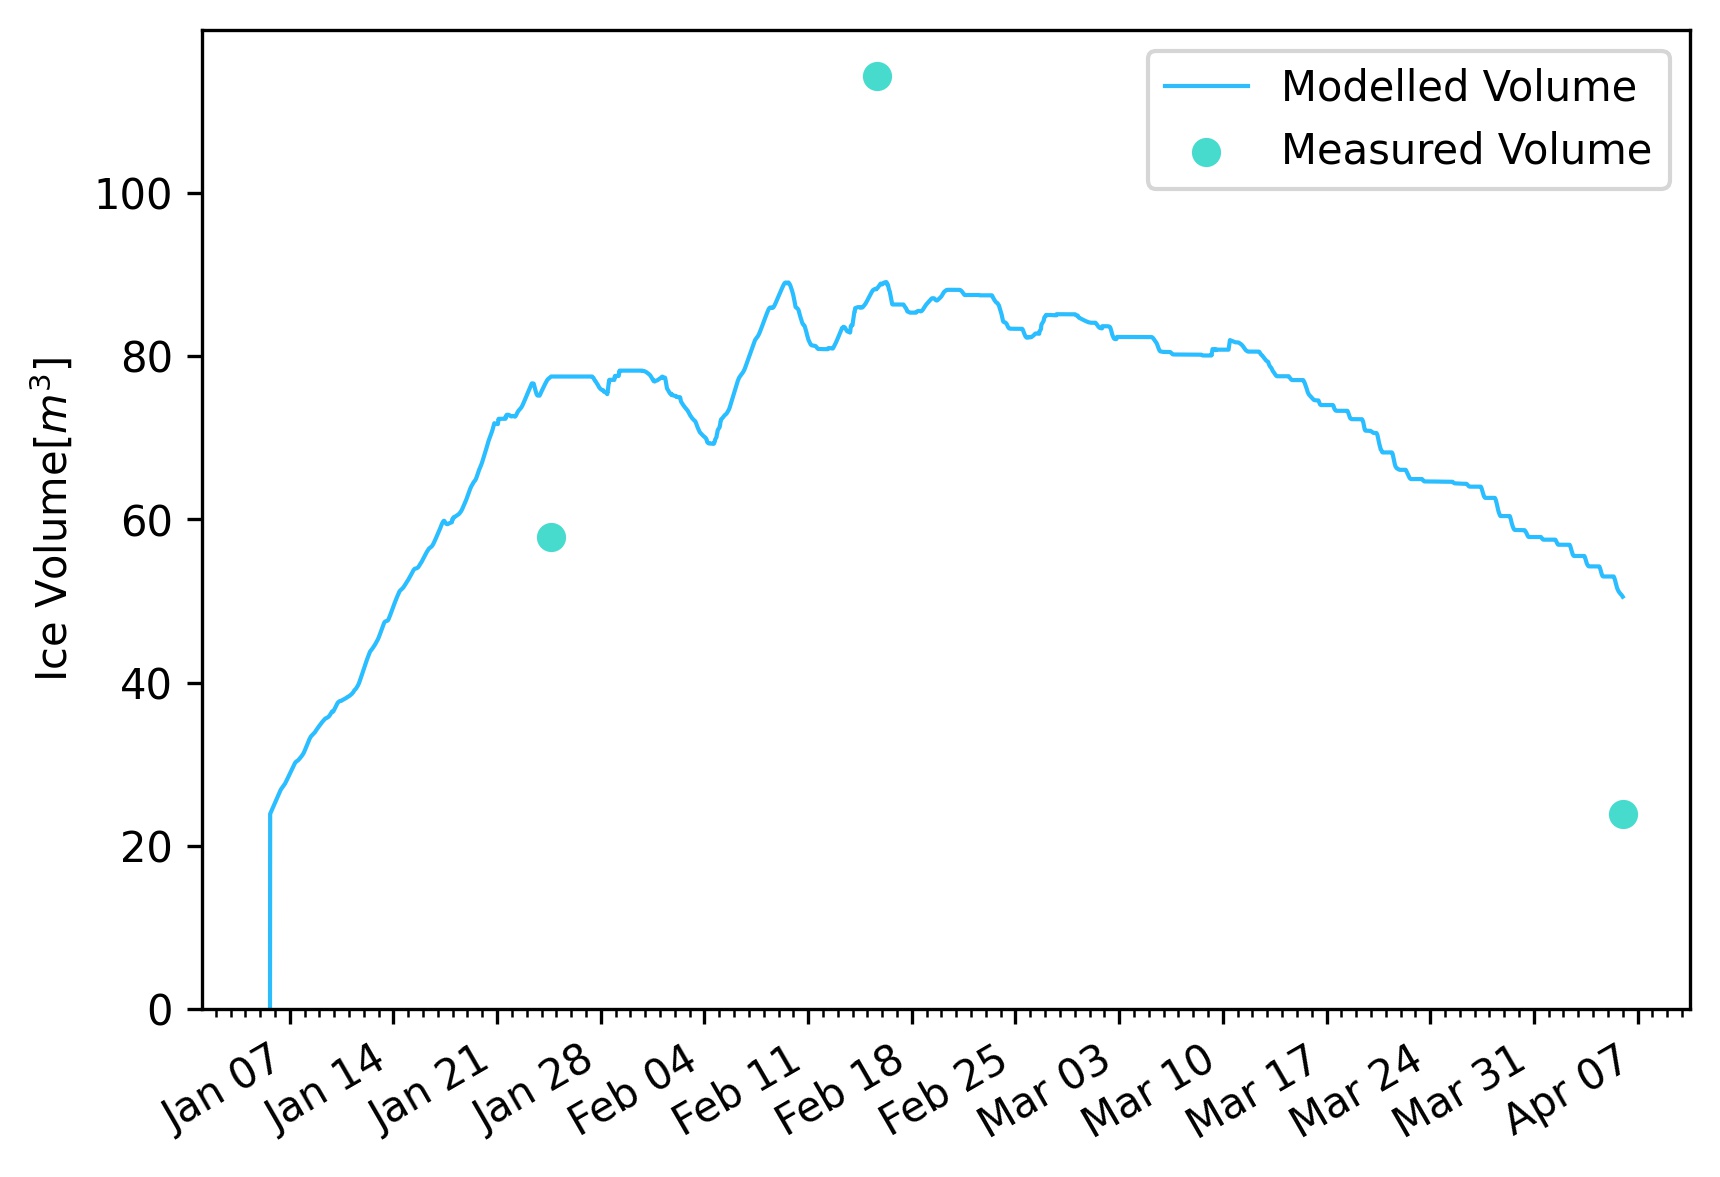 Modelled Volume
Measured Volume
Ice Volume[m³]
100
80
60
40
20
0
Jan 07
Jan 14
Jan 21
Jan 28
Feb 04
Feb 11
Feb 18
Feb 25
Mar 03
Mar 10
Mar 17
Mar 24
Mar 31
Apr 07